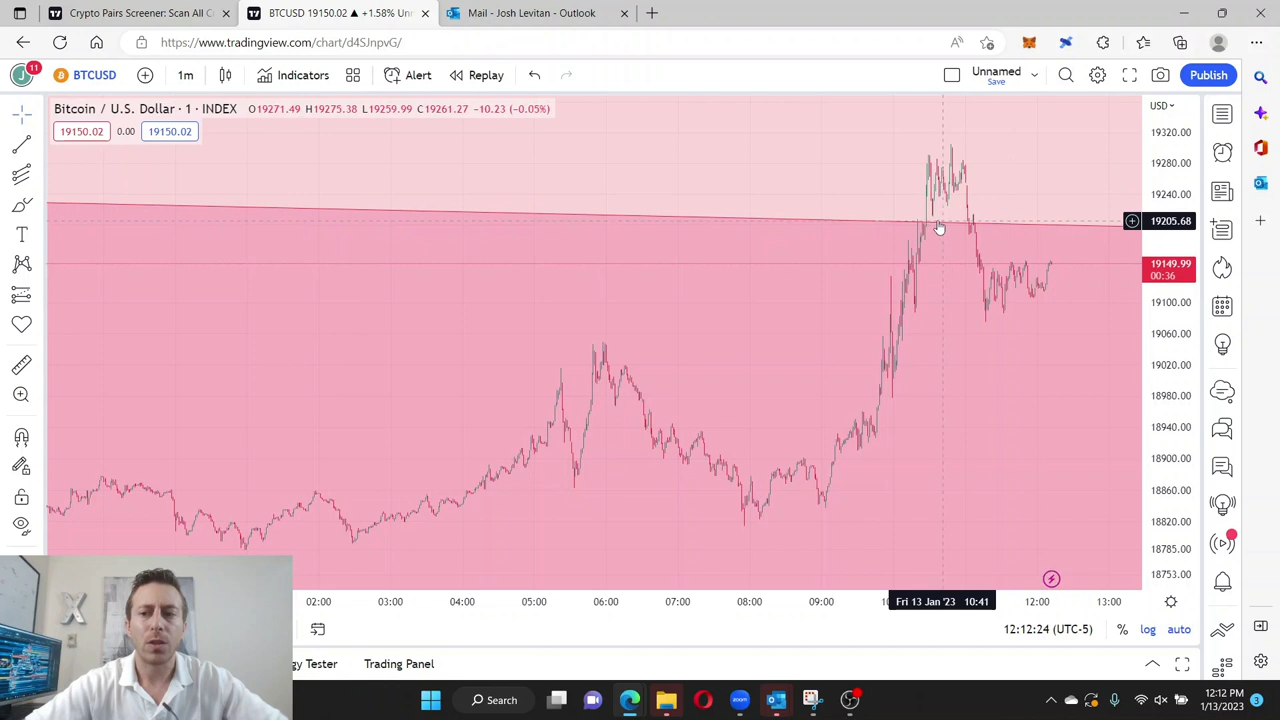 Crypto Pairs Screener: Scan All C
BTCUSD 19150.02 ▲ +1.58% Un
Mail - Josh Levitan - Outlook
https://www.tradingview.com/chart/d4SJnpvG/
J
11
BTCUSD
1m
Indicators
Alert
Replay
Unnamed
Save
Publish
Bitcoin / U.S. Dollar · 1 · INDEX O19271.49 H19275.38 L19259.99 C19261.27 -10.23 (-0.05%)
19150.02 0.00 19150.02
USD
19320.00
19280.00
19240.00
19205.68
19149.99
00:36
19100.00
19060.00
19020.00
18980.00
18940.00
18900.00
18860.00
18820.00
18785.00
18753.00
02:00 03:00 04:00 05:00 06:00 07:00 08:00 09:00 Fri 13 Jan '23 10:41 12:00 13:00
12:12:24 (UTC-5) % log auto
gy Tester Trading Panel
Search
12:12 PM
1/13/2023
3